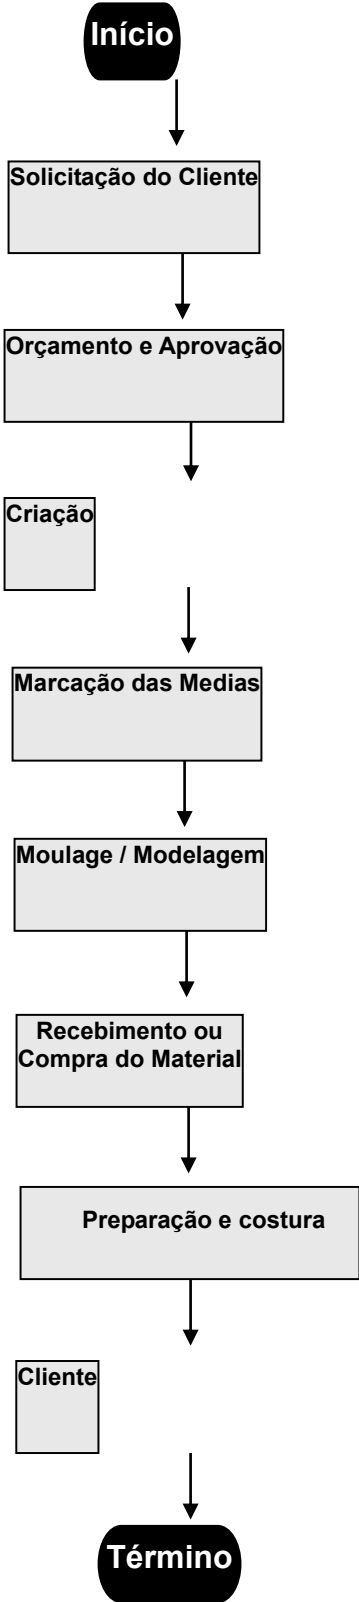 Início
Solicitação do Cliente
Orçamento e Aprovação
Criação
Marcação das Medias
Moulage / Modelagem
Recebimento ou
Compra do Material
Preparação e costura
Cliente
Término